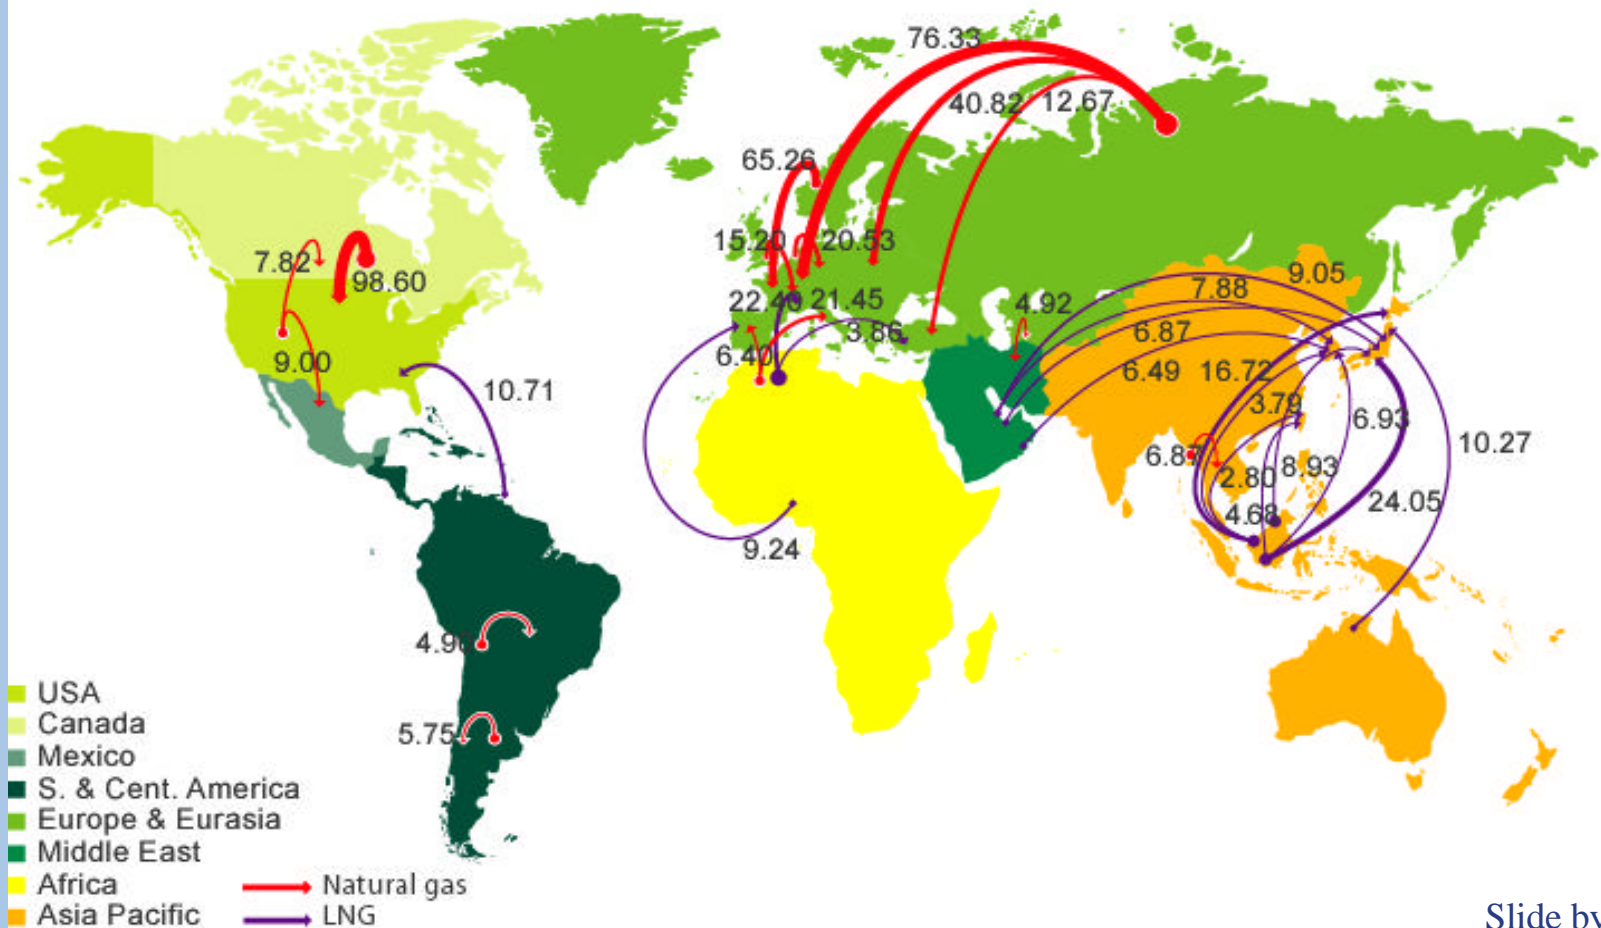 76.33
40.82 12.67
65.26
15.20 20.53
7.82
98.60
9.05
7.88
22.40 21.45
4.92
3.86
6.87
6.40
9.00
6.49 16.72
10.71
3.79
6.93
10.27
6.87
8.93
2.80
24.05
4.68
9.24
5.75
USA
Canada
Mexico
S. & Cent. America
Europe & Eurasia
Middle East
Africa
Asia Pacific
Natural gas
LNG
Slide by